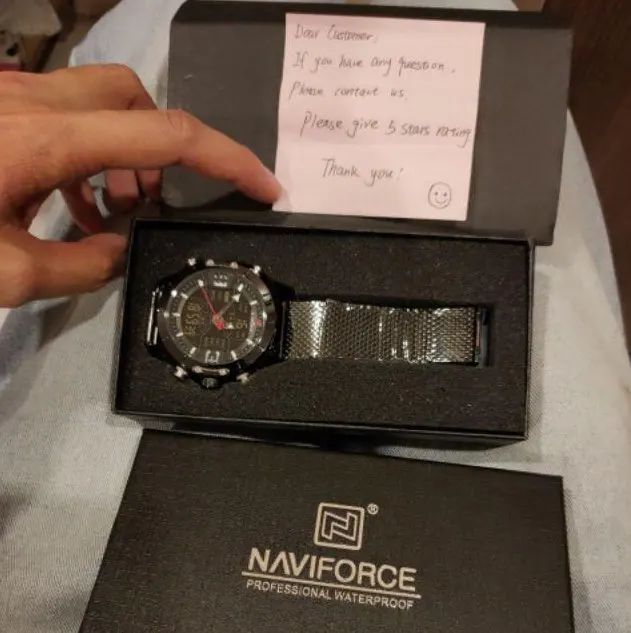 Dear Customer,
If you have any question,
Please contact us.
Please give 5 stars rating
Thank you!
®
NAVIFORCE
PROFESSIONAL WATERPROOF